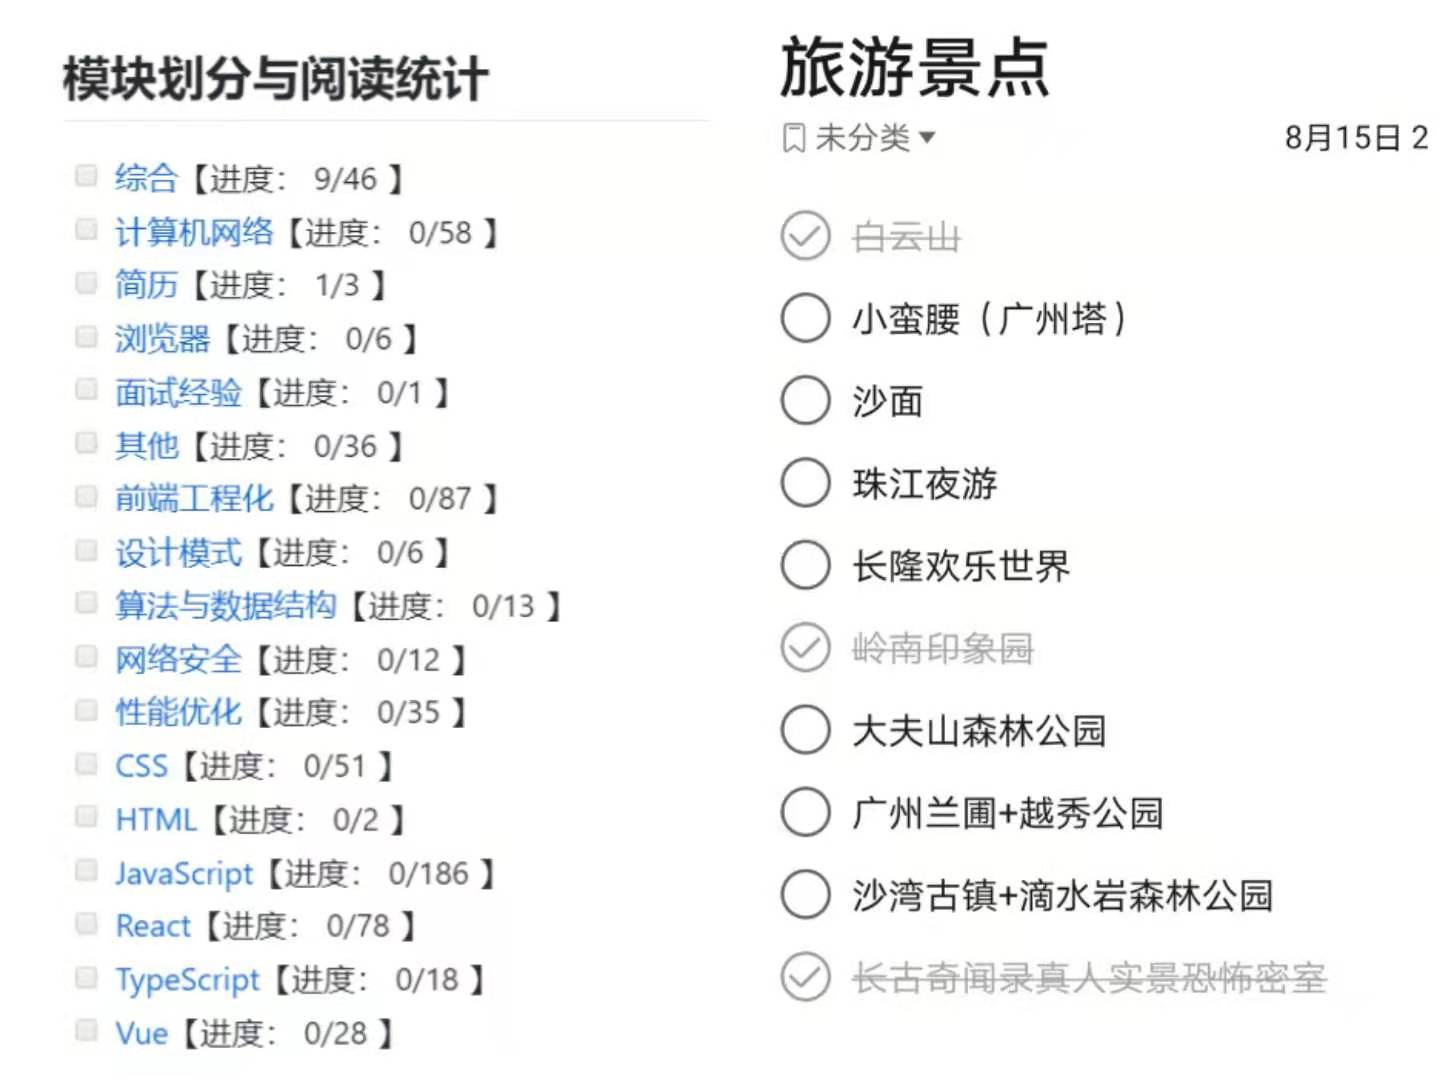 模块划分与阅读统计
综合【进度： 9/46 】
计算机网络【进度： 0/58 】
简历【进度： 1/3 】
浏览器【进度： 0/6 】
面试经验【进度： 0/1 】
其他【进度： 0/36 】
前端工程化【进度： 0/87 】
设计模式【进度： 0/6 】
算法与数据结构【进度： 0/13 】
网络安全【进度： 0/12 】
性能优化【进度： 0/35 】
CSS【进度： 0/51 】
HTML【进度： 0/2 】
JavaScript【进度： 0/186 】
React【进度： 0/78 】
TypeScript【进度： 0/18 】
Vue【进度： 0/28 】
旅游景点
未分类 8月15日 2
白云山
小蛮腰（广州塔）
沙面
珠江夜游
长隆欢乐世界
岭南印象园
大夫山森林公园
广州兰圃+越秀公园
沙湾古镇+滴水岩森林公园
长古奇闻录真人实景恐怖密室